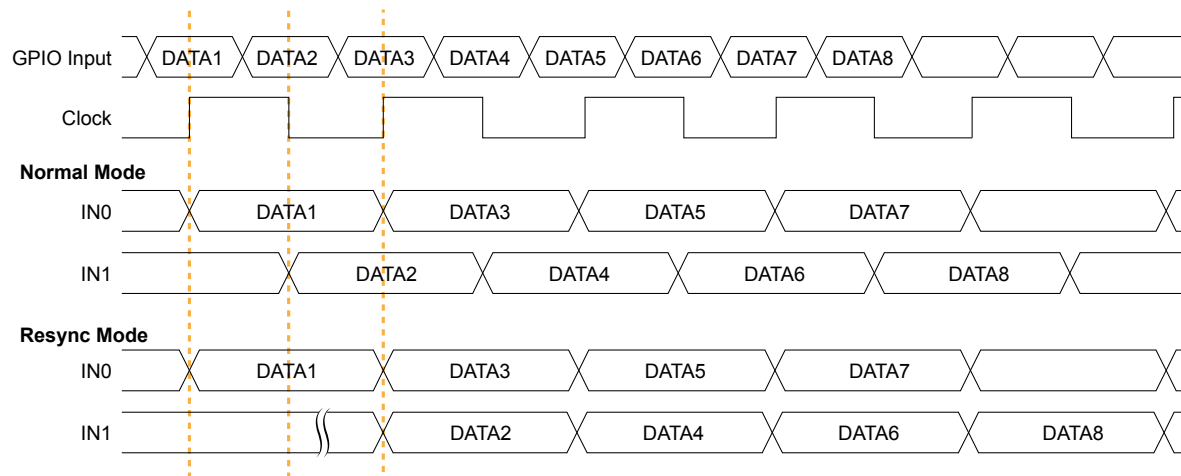 GPIO Input DATA1 DATA2 DATA3 DATA4 DATA5 DATA6 DATA7 DATA8
Clock
Normal Mode
IN0 DATA1 DATA3 DATA5 DATA7
IN1 DATA2 DATA4 DATA6 DATA8
Resync Mode
IN0 DATA1 DATA3 DATA5 DATA7
IN1 DATA2 DATA4 DATA6 DATA8